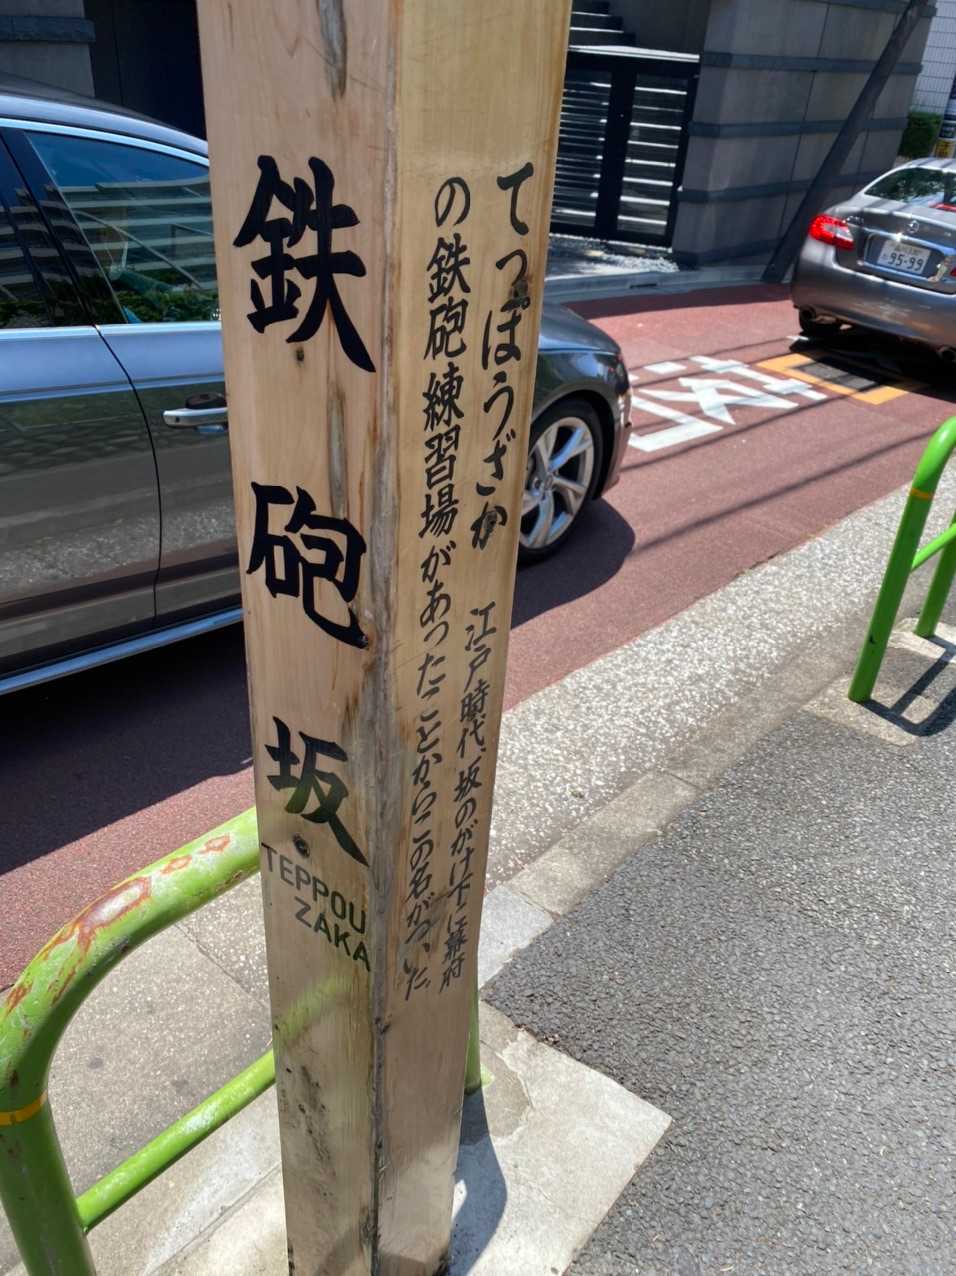 鉄砲坂
TEPPOU
ZAKA
てっぽうざか 江戸時代、坂のがけ下に幕府
の鉄砲練習場があったことからこの名がついた。
95-99